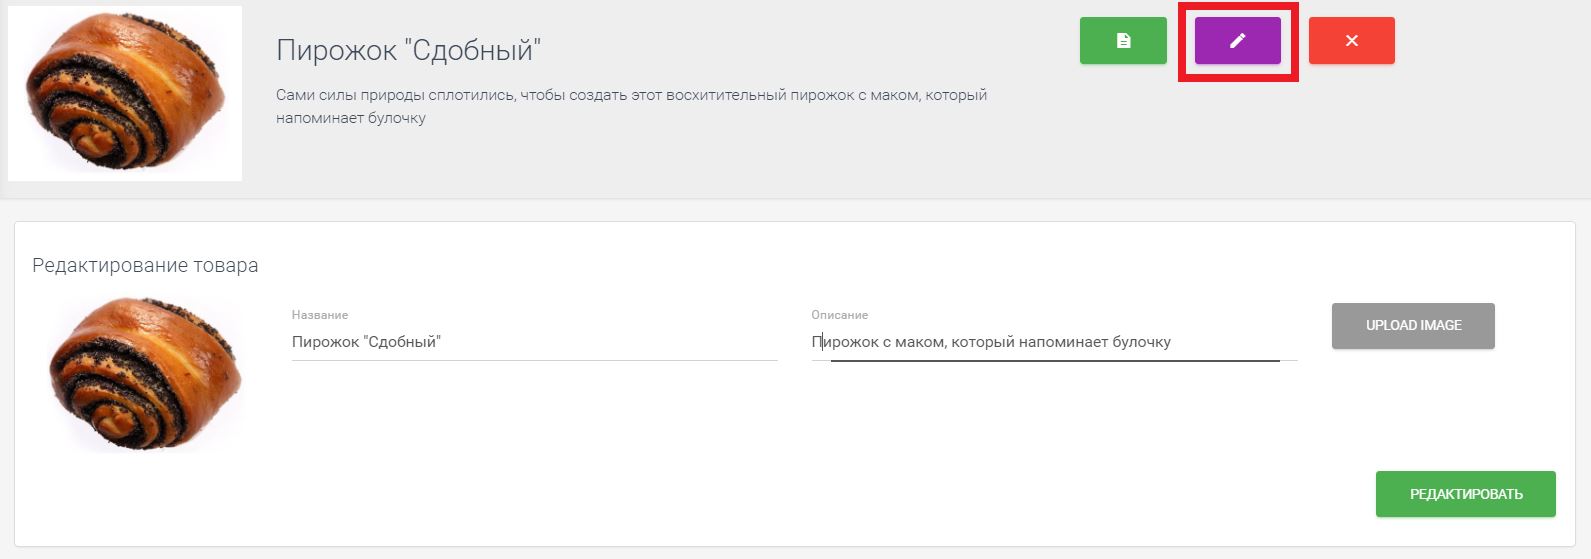 Пирожок "Сдобный"
Сами силы природы сплотились, чтобы создать этот восхитительный пирожок с маком, который
напоминает булочку
Редактирование товара
Название
Пирожок "Сдобный"
Описание
Пирожок с маком, который напоминает булочку
UPLOAD IMAGE
РЕДАКТИРОВАТЬ